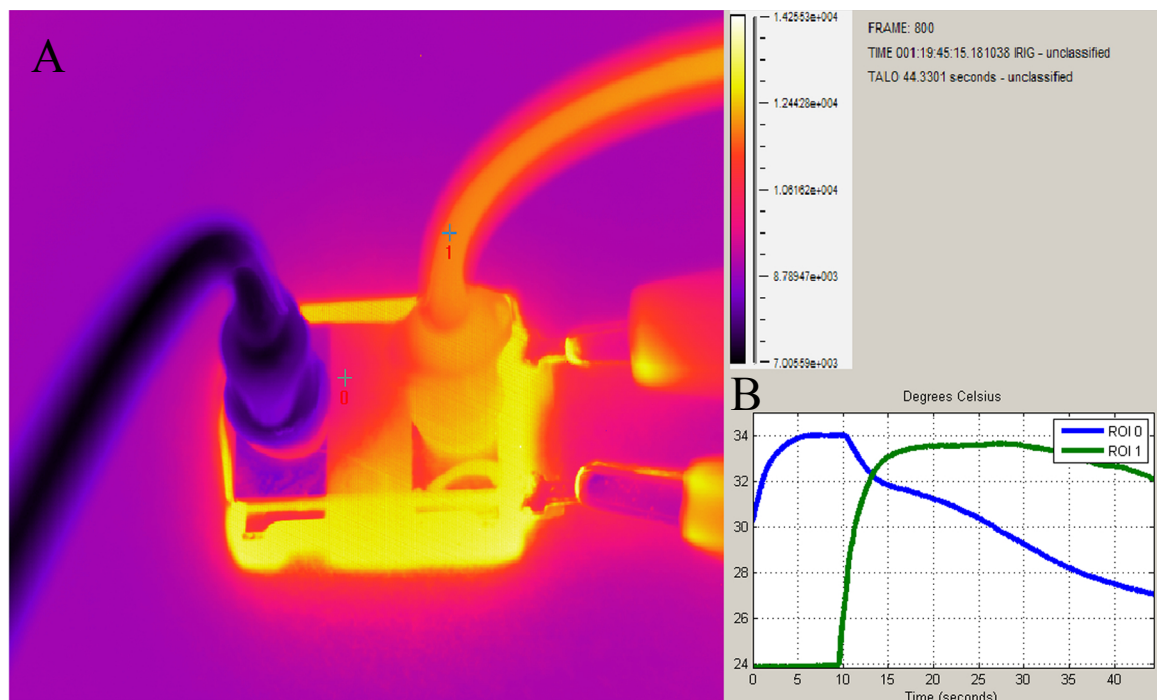 A
1
0
1.42553e+004
1.24428e+004
1.06162e+004
8.78947e+003
7.00559e+003
FRAME: 800
TIME 001:19:45:15.181038 IRIG - unclassified
TALO 44.3301 seconds - unclassified
B
Degrees Celsius
ROI 0
ROI 1
34
32
30
28
26
24
0 5 10 15 20 25 30 35 40
Time (seconds)